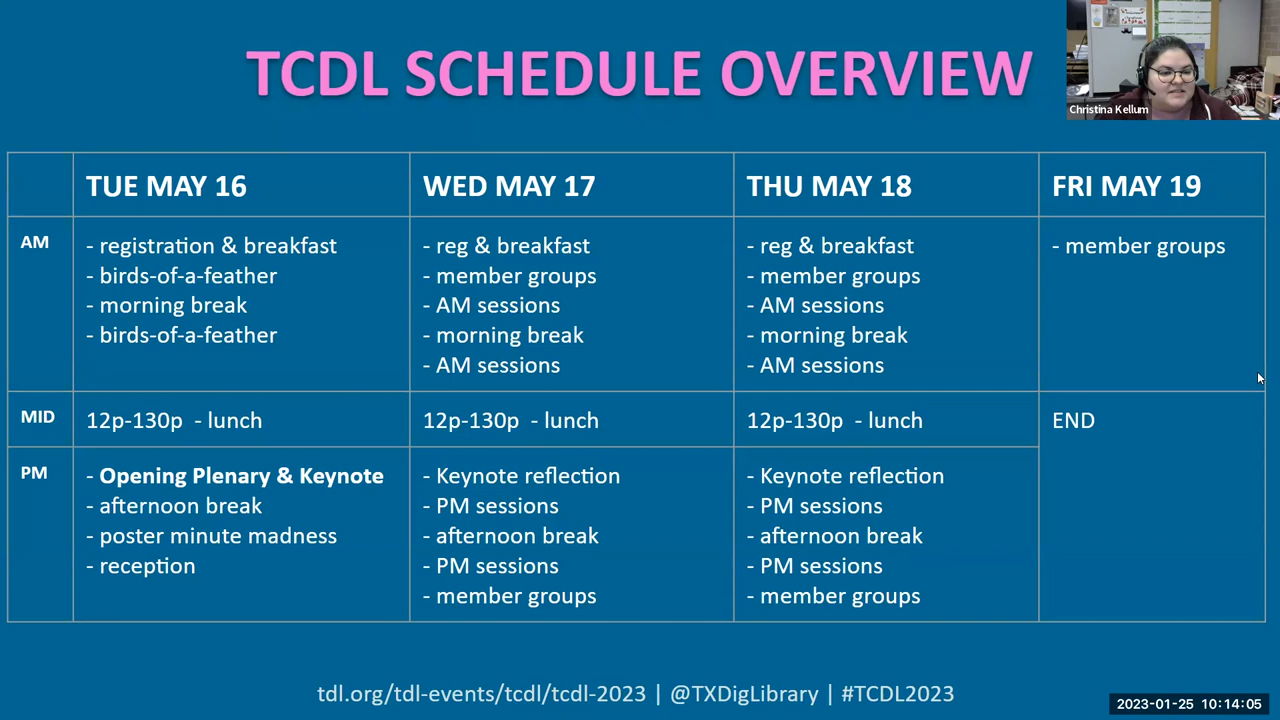 TCDL SCHEDULE OVERVIEW
Christina Kellum
TUE MAY 16
WED MAY 17
THU MAY 18
FRI MAY 19
AM
- registration & breakfast
- birds-of-a-feather
- morning break
- birds-of-a-feather
- reg & breakfast
- member groups
- AM sessions
- morning break
- AM sessions
- reg & breakfast
- member groups
- AM sessions
- morning break
- AM sessions
- member groups
MID
12p-130p - lunch
12p-130p - lunch
12p-130p - lunch
END
PM
- Opening Plenary & Keynote
- afternoon break
- poster minute madness
- reception
- Keynote reflection
- PM sessions
- afternoon break
- PM sessions
- member groups
- Keynote reflection
- PM sessions
- afternoon break
- PM sessions
- member groups
tdl.org/tdl-events/tcdl/tcdl-2023 | @TXDigLibrary | #TCDL2023
2023-01-25 10:14:05